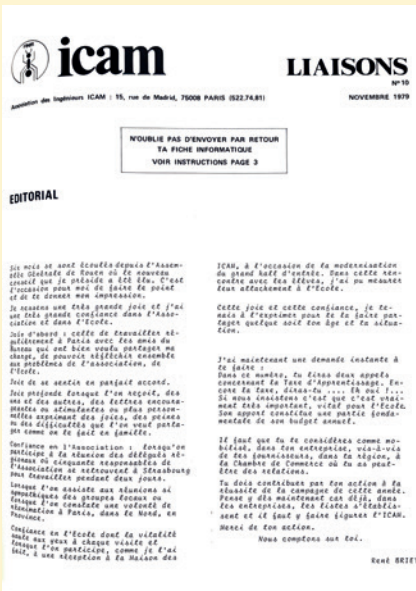 icam
LIAISONS
N° 10
Association des Ingénieurs ICAM : 15, rue de Madrid, 75008 PARIS (522.74.81)
NOVEMBRE 1979
N'OUBLIE PAS D'ENVOYER PAR RETOUR
TA FICHE INFORMATIQUE
VOIR INSTRUCTIONS PAGE 3
EDITORIAL
Six mois se sont écoulés depuis l'Assem-
blée Générale de Rouen où le nouveau
conseil que je préside a été élu. C'est
l'occasion pour moi de faire le point
et de te donner mon impression.
Je ressens une très grande joie et j'ai
une très grande confiance dans l'Asso-
ciation et dans l'Ecole.
Joie d'abord : celle de travailler ré-
gulièrement à Paris avec les amis du
Bureau qui ont bien voulu partager ma
charge, de pouvoir réfléchir ensemble
aux problèmes de l'association, de
l'Ecole.
Joie de se sentir en parfait accord.
Joie profonde lorsque l'on reçoit, des
uns et des autres, des lettres encoura-
geantes ou stimulantes ou plus person-
nelles exprimant des joies, des peines
ou des difficultés que l'on veut parta-
ger comme on le fait en famille.
Confiance en l'Association : lorsqu'on
participe à la réunion des délégués ré-
gionaux où cinquante responsables de
l'Association se retrouvent à Strasbourg
pour travailler pendant deux jours.
Lorsque l'on assiste aux réunions si
sympathiques des groupes locaux ou
lorsque l'on constate une volonté de
réanimation à Paris, dans le Nord, en
Province.
Confiance en l'Ecole dont la vitalité
saute aux yeux à chaque visite et
lorsque l'on participe, comme je l'ai
fait, à une réception à la Maison des
ICAM, à l'occasion de la modernisation
du grand hall d'entrée. Dans cette ren-
contre avec les élèves, j'ai pu mesurer
leur attachement à l'Ecole.
Cette joie et cette confiance, je te-
nais à l'exprimer pour te la faire par-
tager quelque soit ton âge et ta situa-
tion.
J'ai maintenant une demande instante à
te faire :
Dans ce numéro, tu liras deux appels
concernant la Taxe d'Apprentissage. En-
core la taxe, diras-tu .... Eh oui !...
Si nous insistons c'est que c'est vrai-
ment très important, vital pour l'Ecole.
Son apport constitue une partie fonda-
mentale de son budget annuel.
Il faut que tu te considères comme mo-
bilisé, dans ton entreprise, vis-à-vis
de tes fournisseurs, dans ta région, à
la Chambre de Commerce où tu as peut-
être des relations.
Tu dois contribuer par ton action à la
réussite de la campagne de cette année.
Pense y dès maintenant car déjà, dans
les entreprises, les listes s'établis-
sent et il faut y faire figurer l'ICAM.
Merci de ton action.
Nous comptons sur toi.
René BRIET